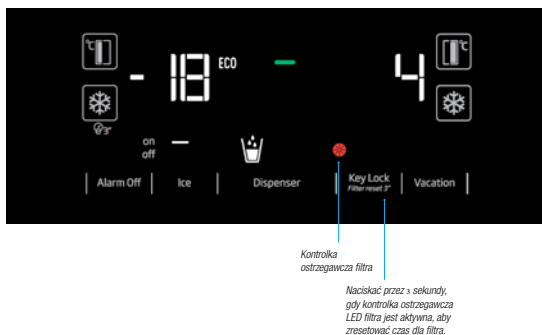 °C
- 18 ECO
4
°C
3"
on
off
Alarm Off
Ice
Dispenser
Key Lock
Filter reset 3"
Vacation
Kontrolka
ostrzegawcza filtra
Naciskać przez 3 sekundy,
gdy kontrolka ostrzegawcza
LED filtra jest aktywna, aby
zresetować czas dla filtra.